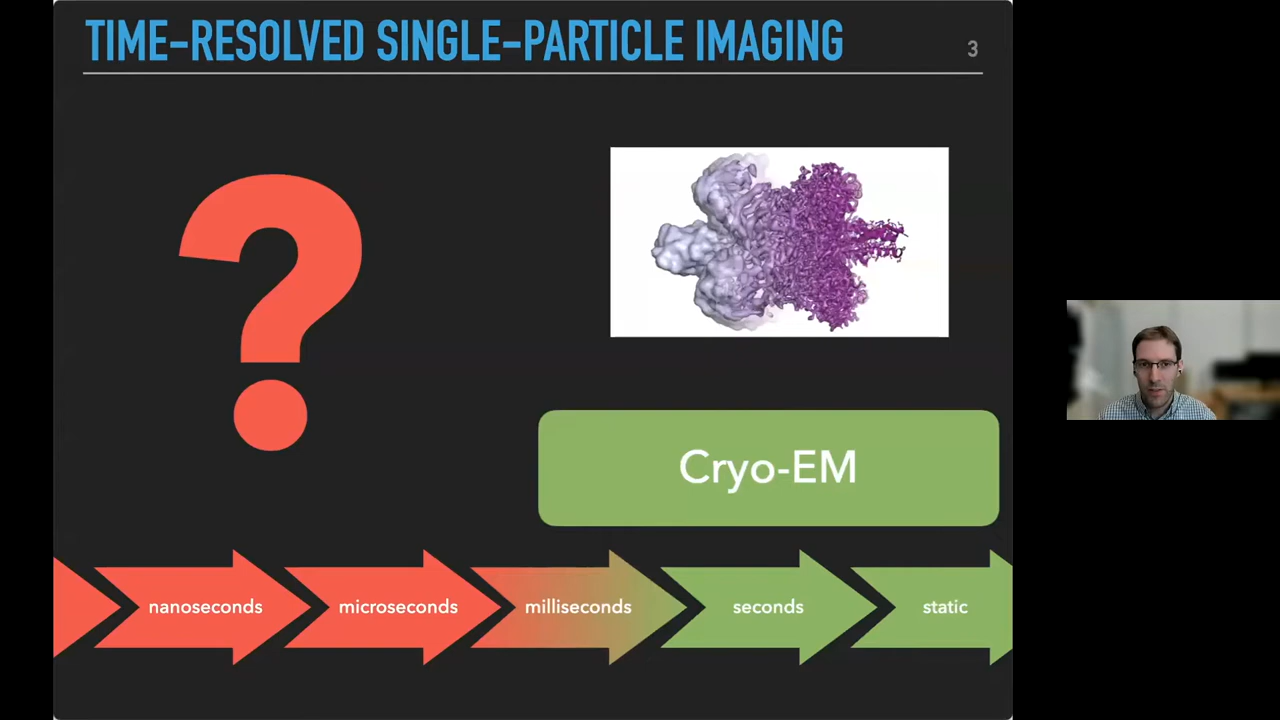 TIME-RESOLVED SINGLE-PARTICLE IMAGING
3
?
Cryo-EM
nanoseconds
microseconds
milliseconds
seconds
static